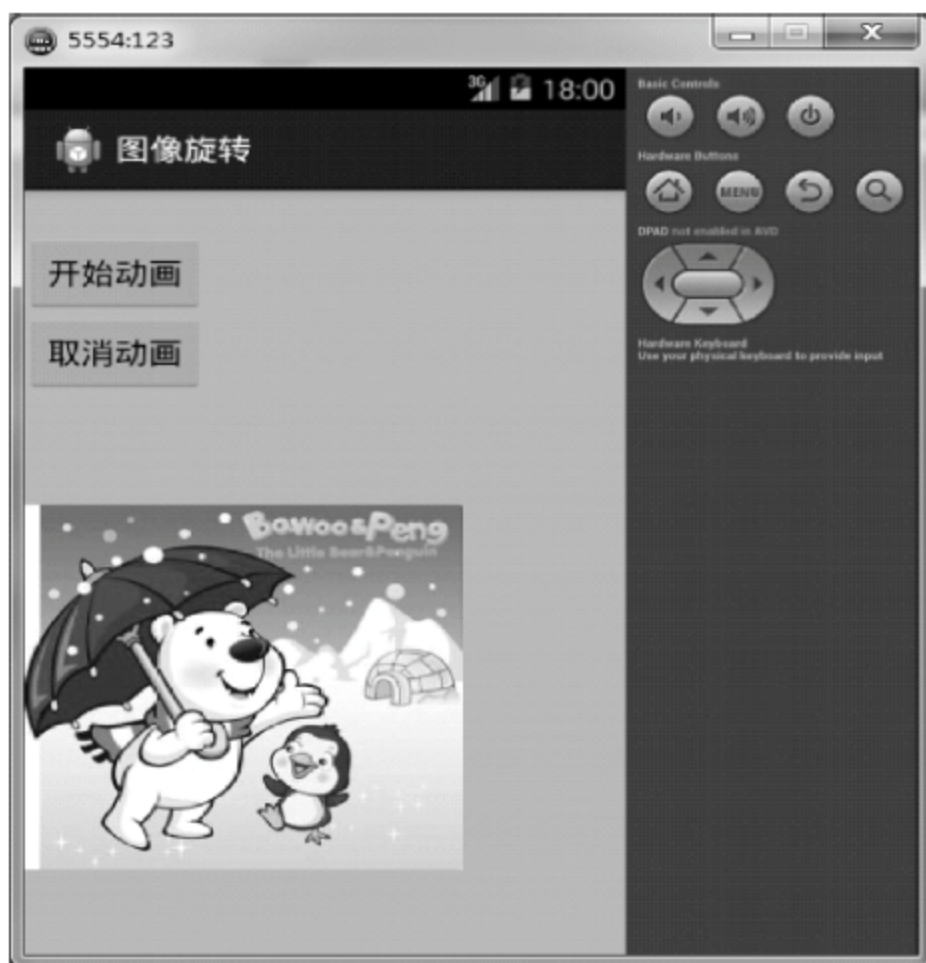 5554:123
3G 18:00
图像旋转
开始动画
取消动画
Bawoo&Peng
The Little Bear&Penguin
Basic Controls
Hardware Buttons
MENU
DPAD not enabled in AVD
Hardware Keyboard
Use your physical keyboard to provide input